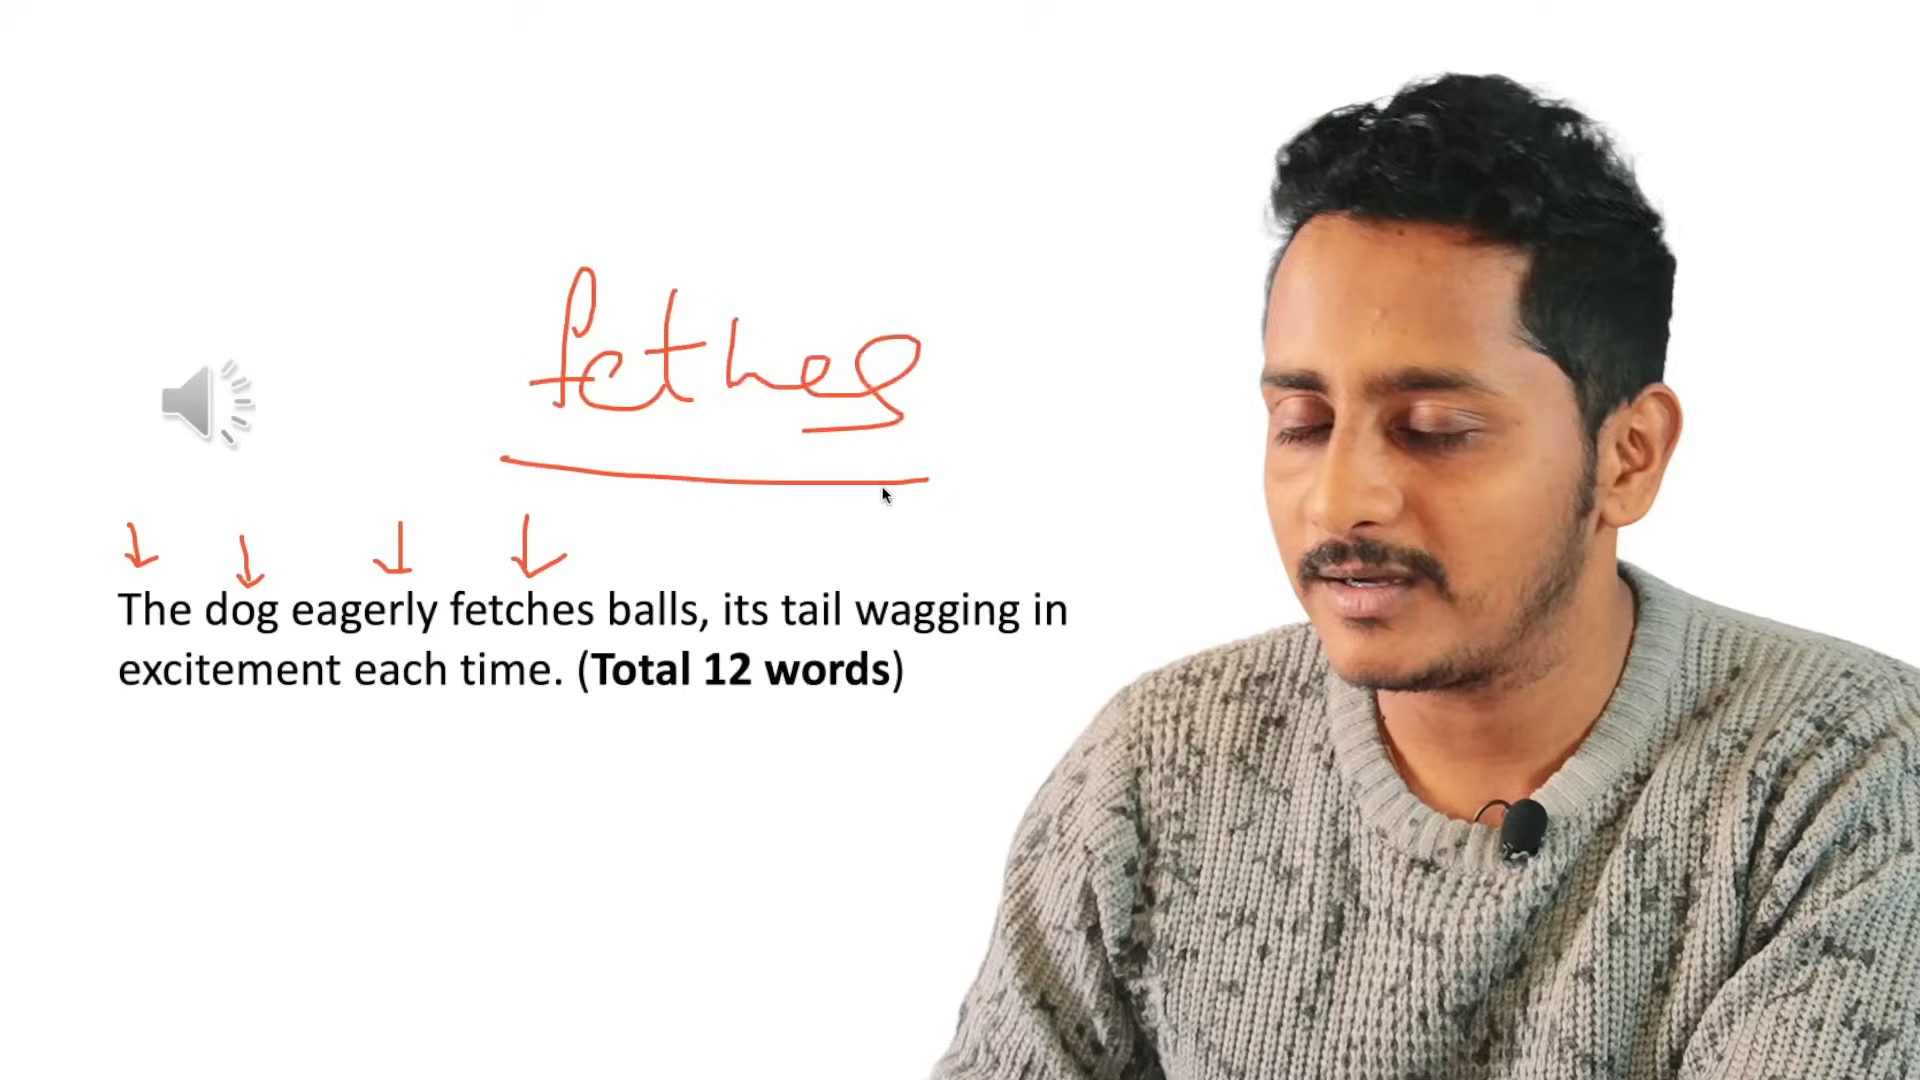 fethes
The dog eagerly fetches balls, its tail wagging in
excitement each time. (Total 12 words)